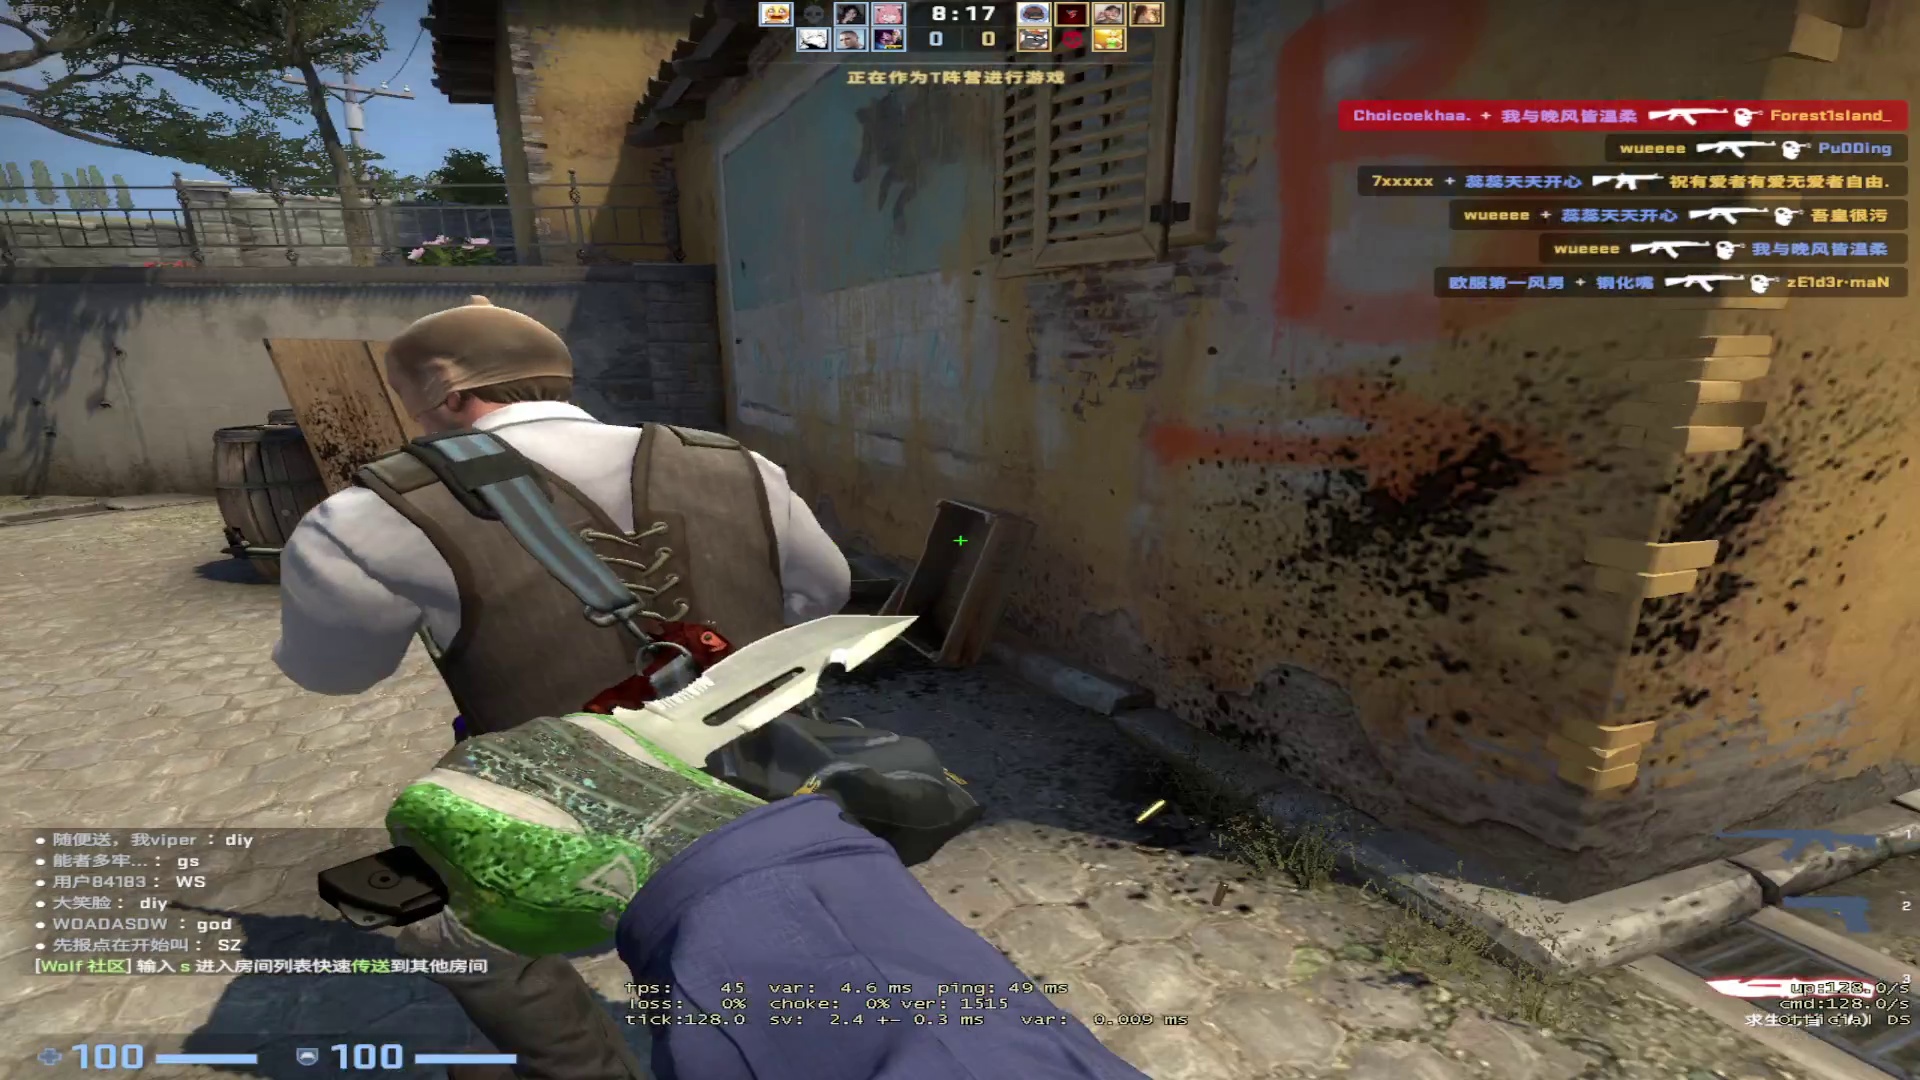 8:17
0 0
正在作为T阵营进行游戏
Choicoekhaa. + 我与晚风皆温柔 Forest1sland_
wueeee PuDDing
7xxxxx + 蕊蕊天天开心 祝有爱者有爱无爱者自由.
wueeee + 蕊蕊天天开心 吾皇很污
wueeee 我与晚风皆温柔
欧服第一风男 + 钢化嘴 zE1d3r·maN
• 随便送，我viper ： diy
• 能者多牢...： gs
• 用户84183： WS
• 大笑脸： diy
• WOADASDW ： god
• 先报点在开始叫： SZ
[Wolf 社区] 输入 s 进入房间列表快速传送到其他房间
fps: 45 var: 4.6 ms ping: 49 ms
loss: 0% choke: 0% ver: 1515
tick:128.0 sv: 2.4 +- 0.3 ms var: 0.009 ms
1
2
3
up:128.0/s
cmd:128.0/s
100 100